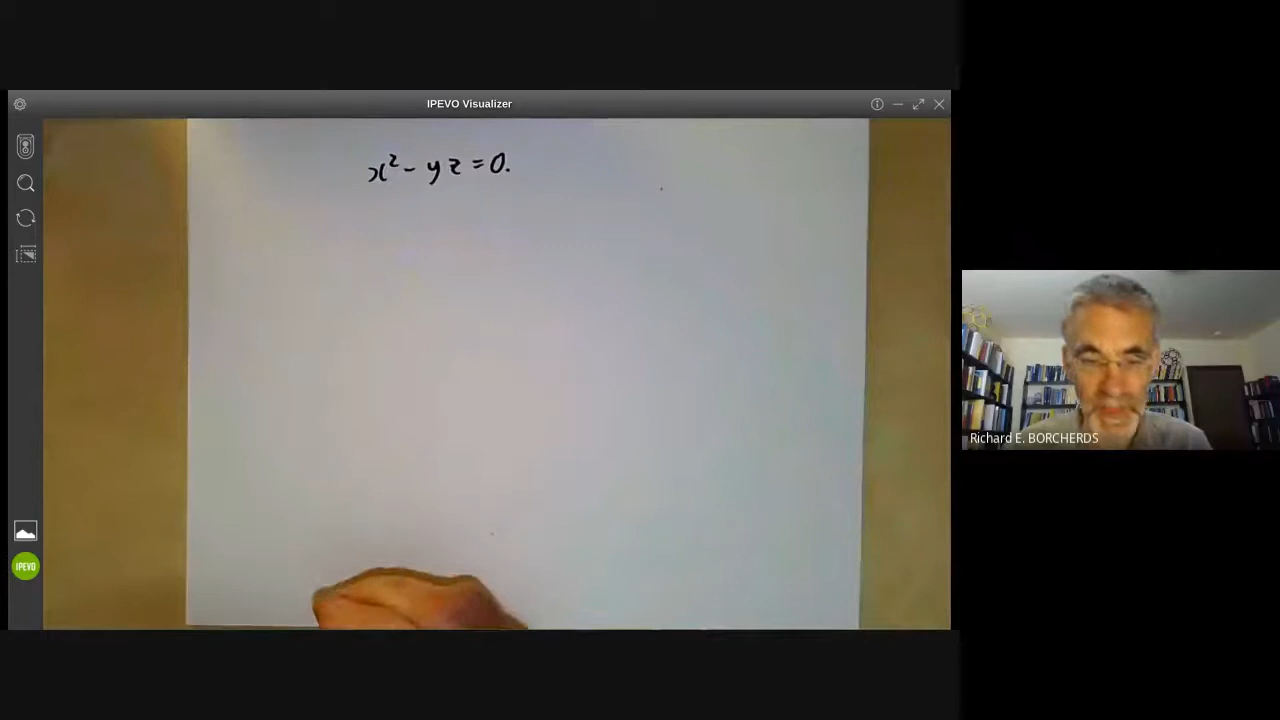 IPEVO Visualizer
x² - yz = 0.
IPEVO
Richard E. BORCHERDS